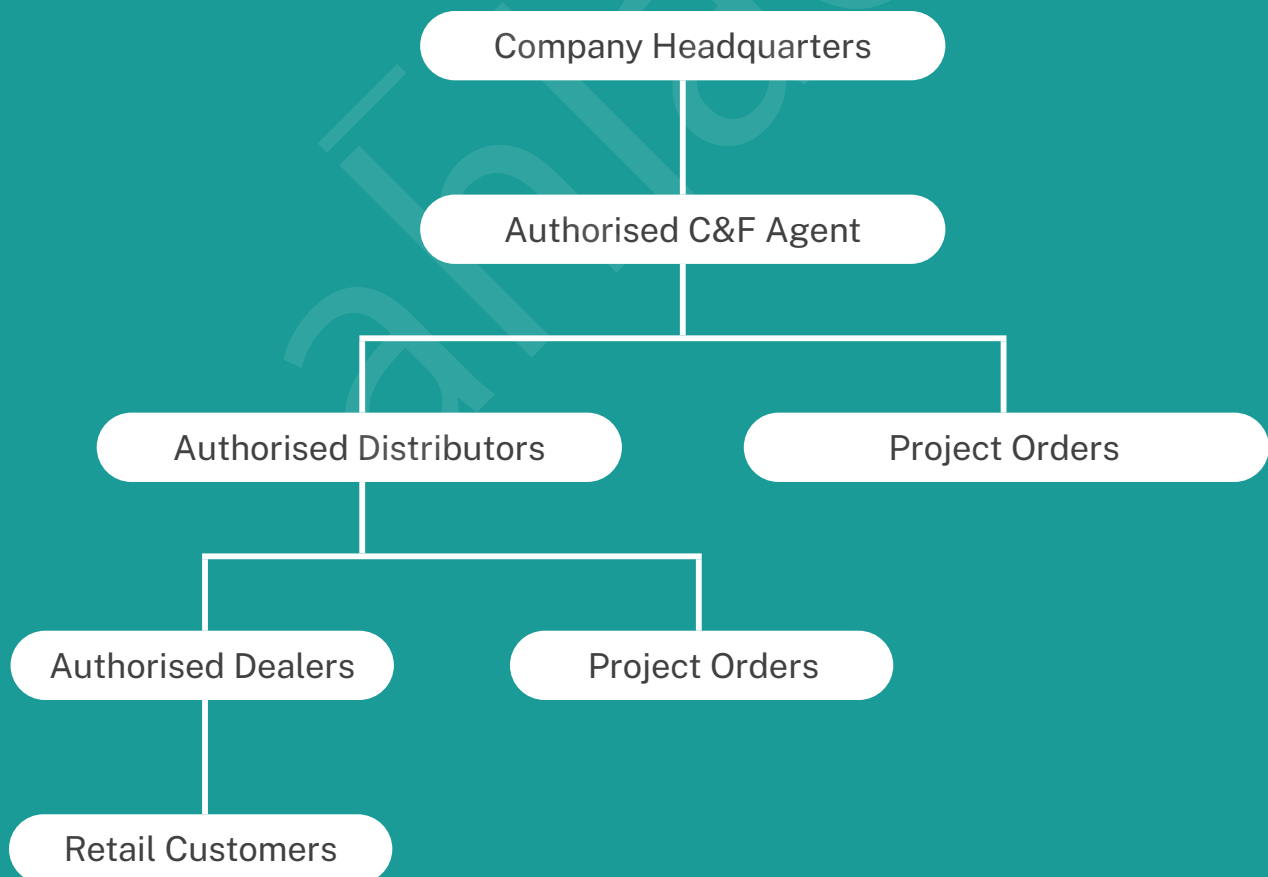 Company Headquarters
Authorised C&F Agent
Authorised Distributors
Project Orders
Authorised Dealers
Project Orders
Retail Customers